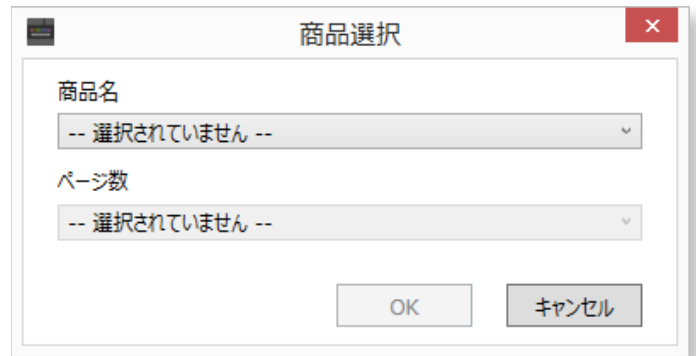 商品選択
商品名
-- 選択されていません --
ページ数
-- 選択されていません --
OK
キャンセル